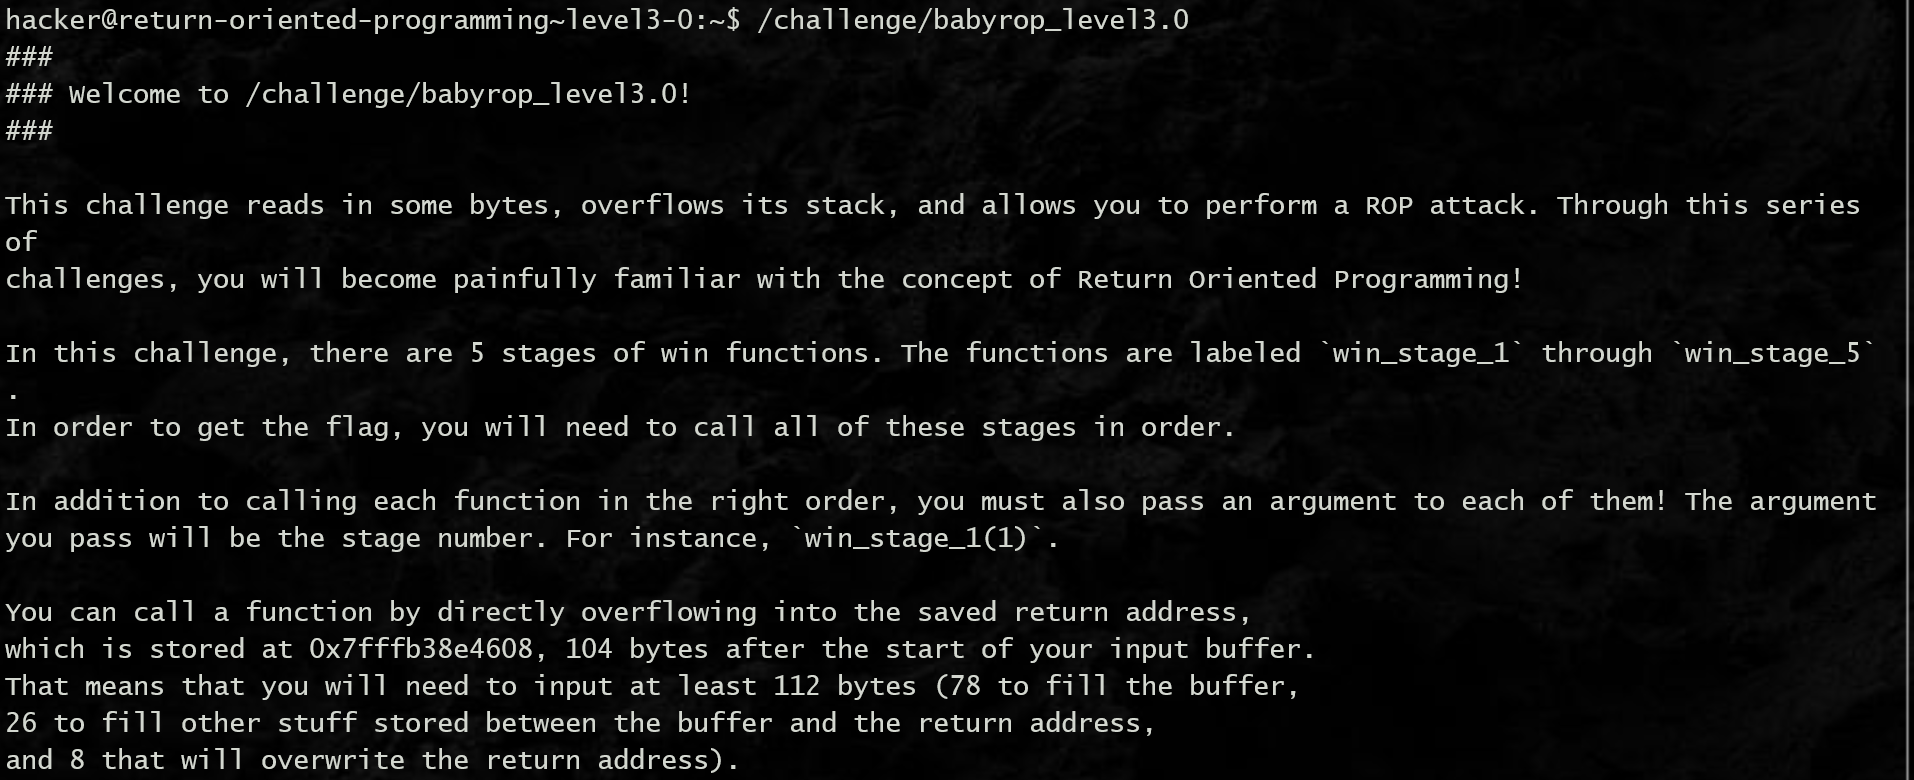 hacker@return-oriented-programming~level3-0:~$ /challenge/babyrop_level3.0
###
### Welcome to /challenge/babyrop_level3.0!
###
This challenge reads in some bytes, overflows its stack, and allows you to perform a ROP attack. Through this series
of
challenges, you will become painfully familiar with the concept of Return Oriented Programming!
In this challenge, there are 5 stages of win functions. The functions are labeled `win_stage_1` through `win_stage_5`
.
In order to get the flag, you will need to call all of these stages in order.
In addition to calling each function in the right order, you must also pass an argument to each of them! The argument
you pass will be the stage number. For instance, `win_stage_1(1)`.
You can call a function by directly overflowing into the saved return address,
which is stored at 0x7fffb38e4608, 104 bytes after the start of your input buffer.
That means that you will need to input at least 112 bytes (78 to fill the buffer,
26 to fill other stuff stored between the buffer and the return address,
and 8 that will overwrite the return address).